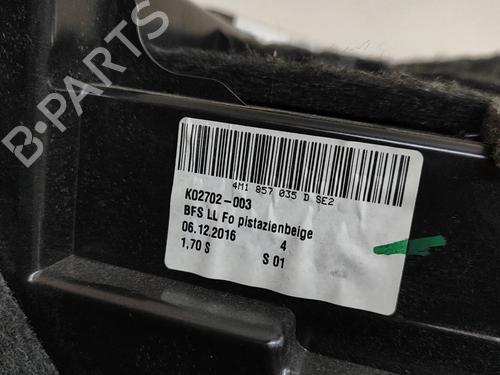 B-PARTS
4M1 857 035 D SE2
K02702-003
BFS LL Fo pistazienbeige
06.12.2016 4
1,70 S S 01